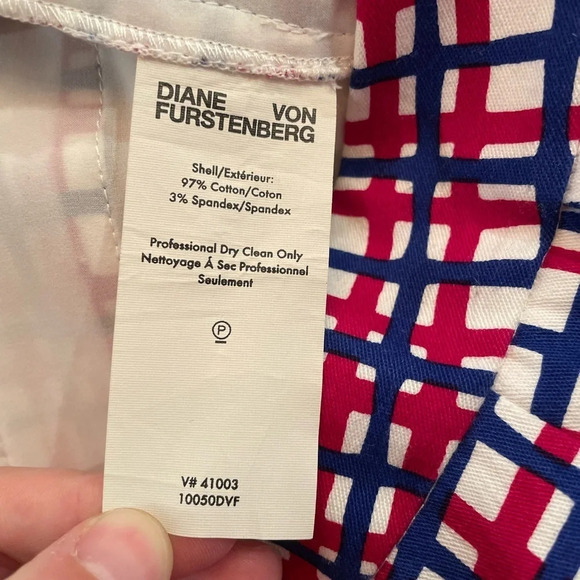 DIANE VON
FURSTENBERG
Shell/Extérieur:
97% Cotton/Coton
3% Spandex/Spandex
Professional Dry Clean Only
Nettoyage Á Sec Professionnel
Seulement
P
V# 41003
10050DVF